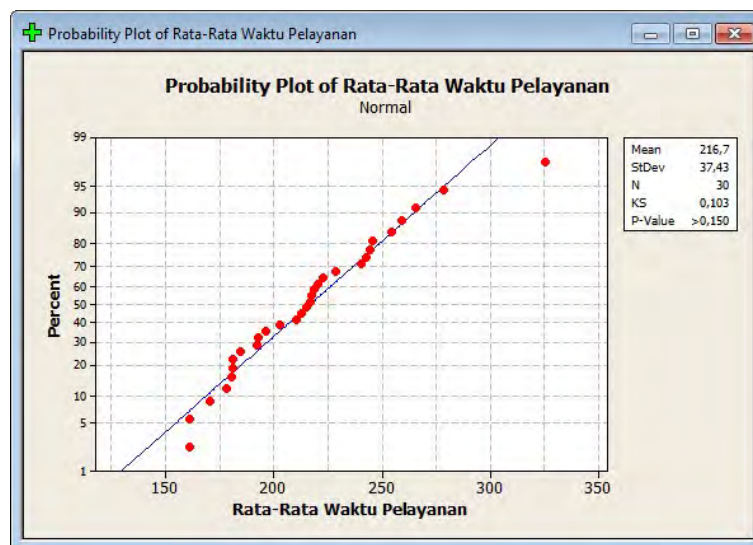 Probability Plot of Rata-Rata Waktu Pelayanan
Probability Plot of Rata-Rata Waktu Pelayanan
Normal
Mean 216,7
StDev 37,43
N 30
KS 0,103
P-Value >0,150
Percent
99
95
90
80
70
60
50
40
30
20
10
5
1
150 200 250 300 350
Rata-Rata Waktu Pelayanan